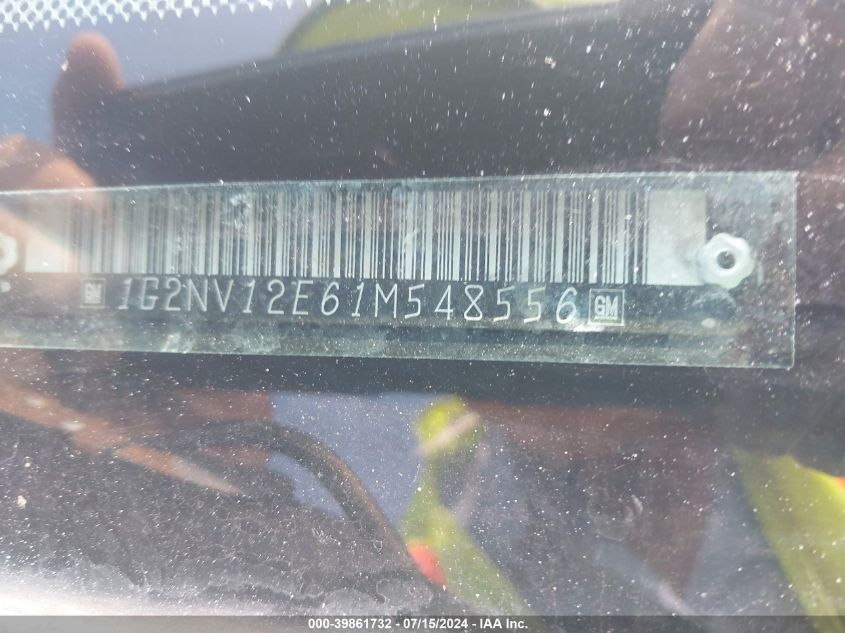 GM 1G2NV12E61M548556 GM
000-39861732 - 07/15/2024 - IAA Inc.